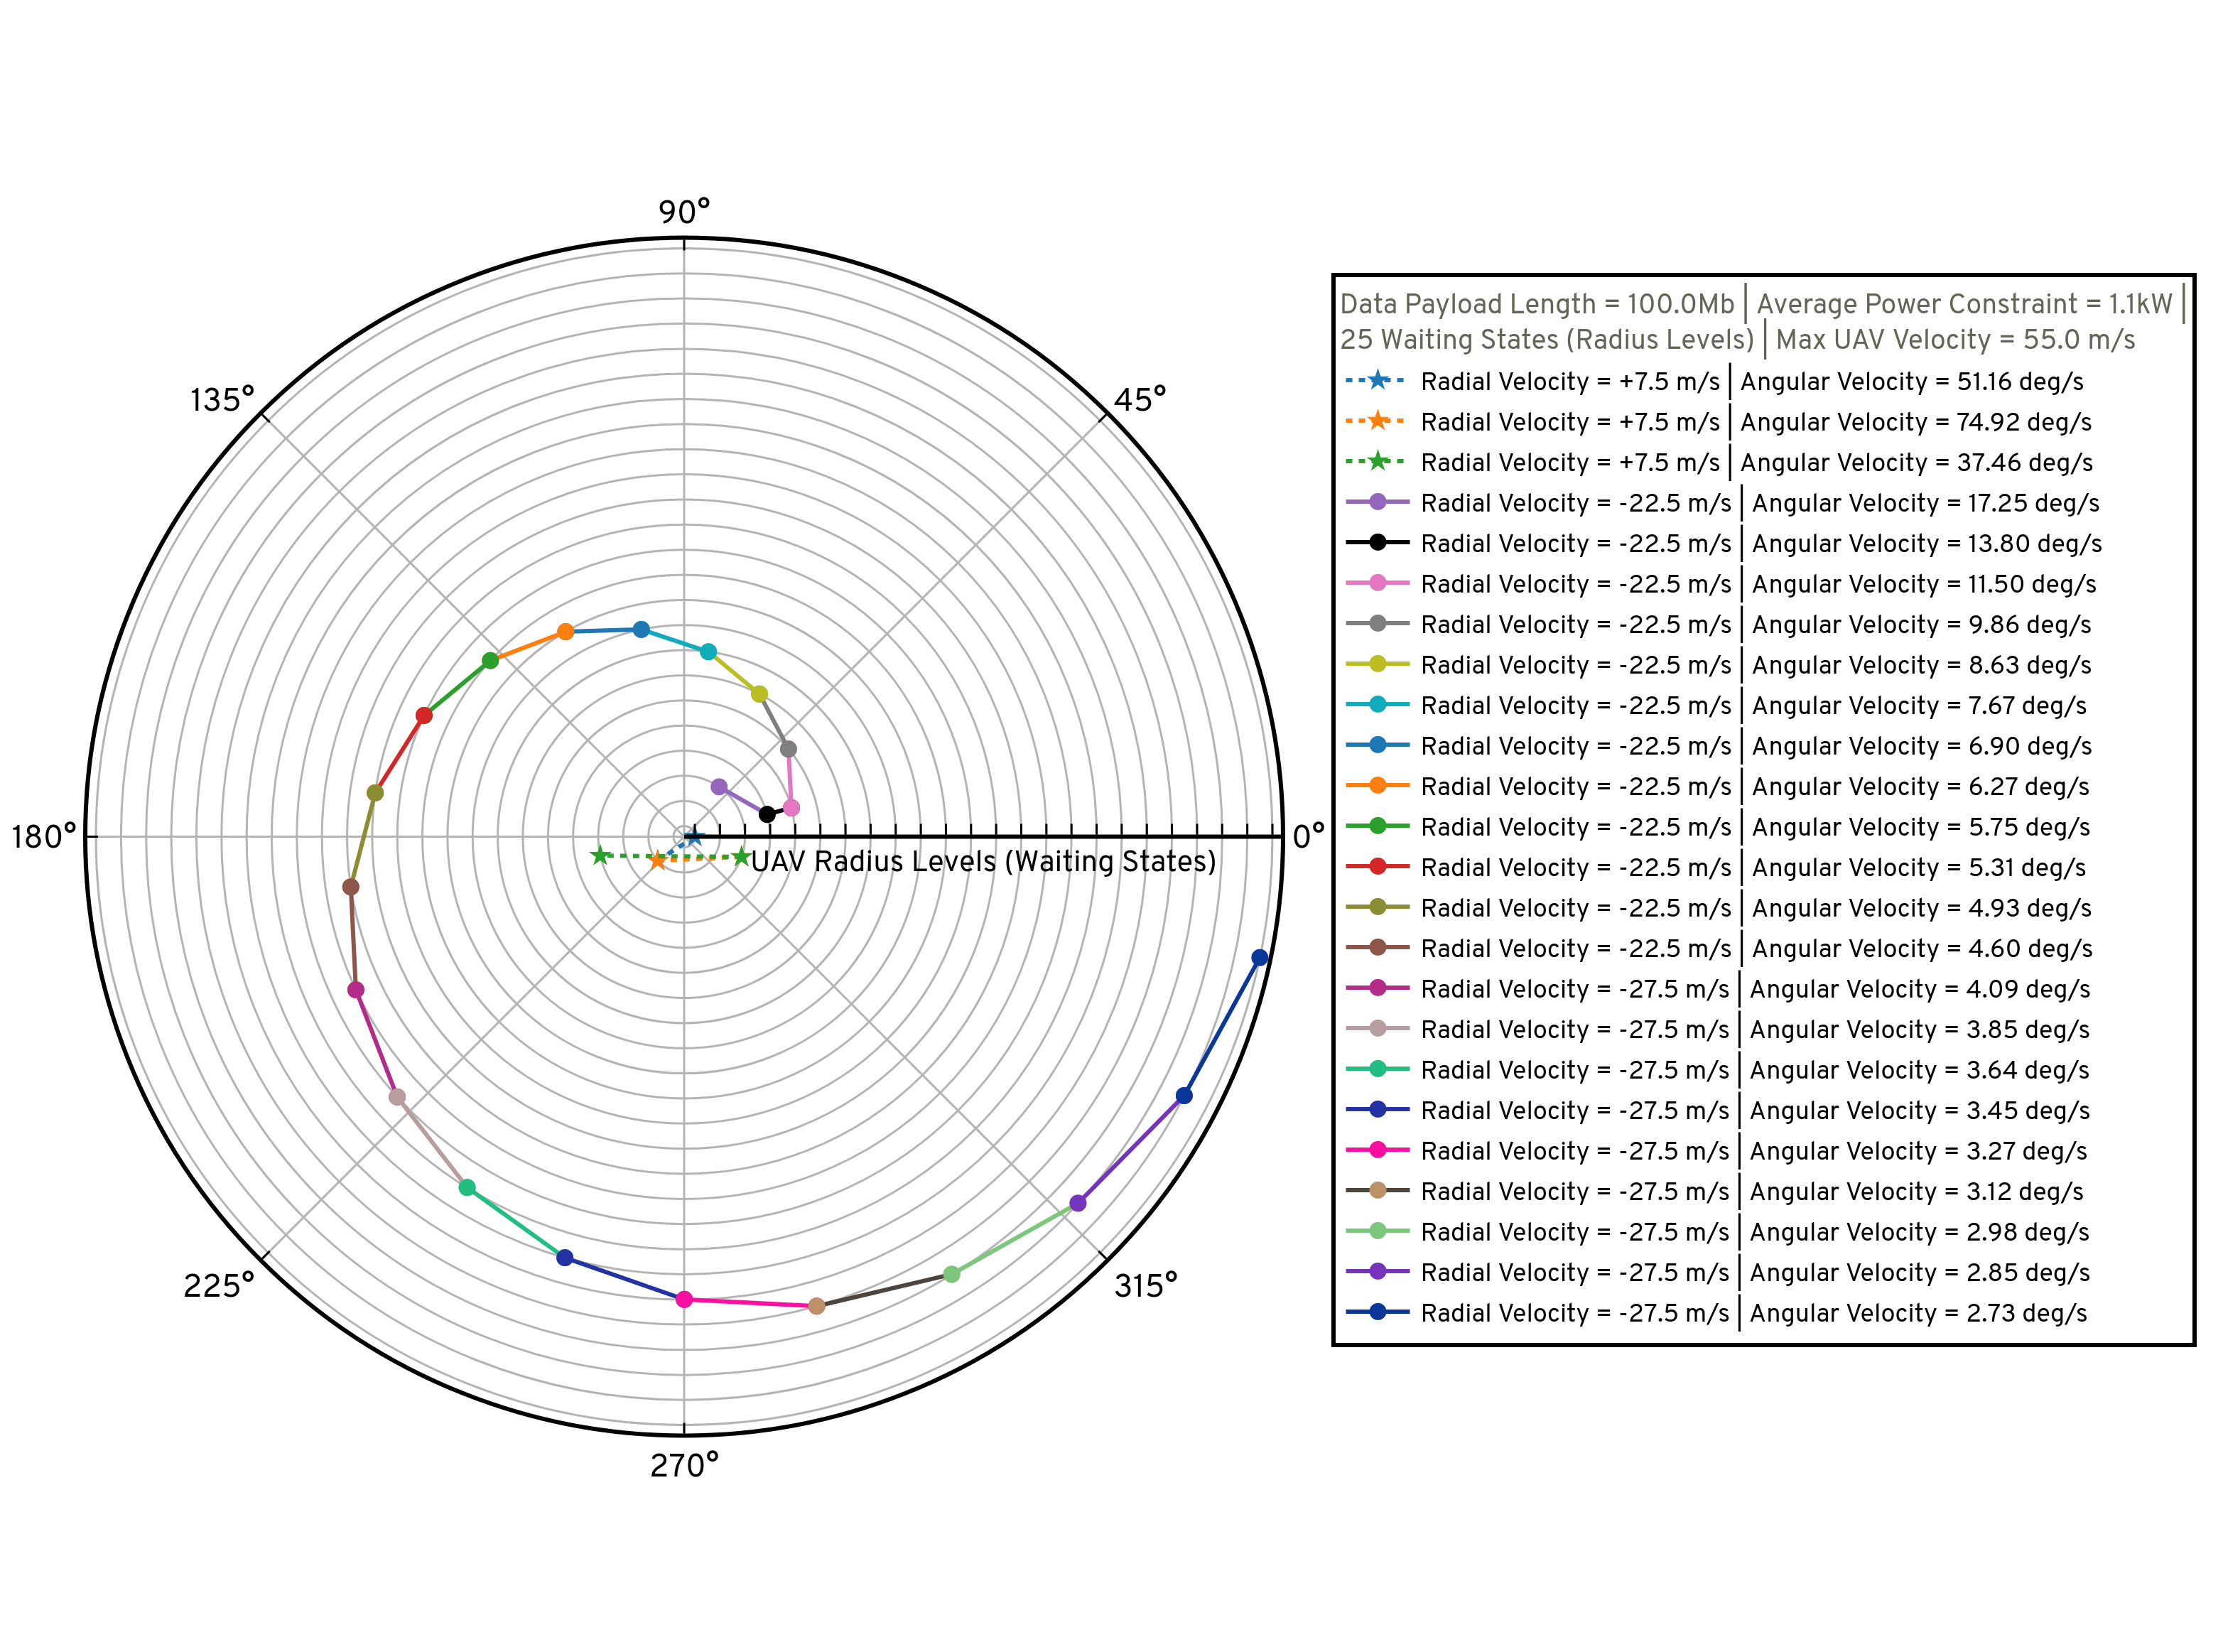 90°
135°
45°
180°
0°
UAV Radius Levels (Waiting States)
225°
315°
270°
Data Payload Length = 100.0Mb | Average Power Constraint = 1.1kW |
25 Waiting States (Radius Levels) | Max UAV Velocity = 55.0 m/s
Radial Velocity = +7.5 m/s | Angular Velocity = 51.16 deg/s
Radial Velocity = +7.5 m/s | Angular Velocity = 74.92 deg/s
Radial Velocity = +7.5 m/s | Angular Velocity = 37.46 deg/s
Radial Velocity = -22.5 m/s | Angular Velocity = 17.25 deg/s
Radial Velocity = -22.5 m/s | Angular Velocity = 13.80 deg/s
Radial Velocity = -22.5 m/s | Angular Velocity = 11.50 deg/s
Radial Velocity = -22.5 m/s | Angular Velocity = 9.86 deg/s
Radial Velocity = -22.5 m/s | Angular Velocity = 8.63 deg/s
Radial Velocity = -22.5 m/s | Angular Velocity = 7.67 deg/s
Radial Velocity = -22.5 m/s | Angular Velocity = 6.90 deg/s
Radial Velocity = -22.5 m/s | Angular Velocity = 6.27 deg/s
Radial Velocity = -22.5 m/s | Angular Velocity = 5.75 deg/s
Radial Velocity = -22.5 m/s | Angular Velocity = 5.31 deg/s
Radial Velocity = -22.5 m/s | Angular Velocity = 4.93 deg/s
Radial Velocity = -22.5 m/s | Angular Velocity = 4.60 deg/s
Radial Velocity = -27.5 m/s | Angular Velocity = 4.09 deg/s
Radial Velocity = -27.5 m/s | Angular Velocity = 3.85 deg/s
Radial Velocity = -27.5 m/s | Angular Velocity = 3.64 deg/s
Radial Velocity = -27.5 m/s | Angular Velocity = 3.45 deg/s
Radial Velocity = -27.5 m/s | Angular Velocity = 3.27 deg/s
Radial Velocity = -27.5 m/s | Angular Velocity = 3.12 deg/s
Radial Velocity = -27.5 m/s | Angular Velocity = 2.98 deg/s
Radial Velocity = -27.5 m/s | Angular Velocity = 2.85 deg/s
Radial Velocity = -27.5 m/s | Angular Velocity = 2.73 deg/s